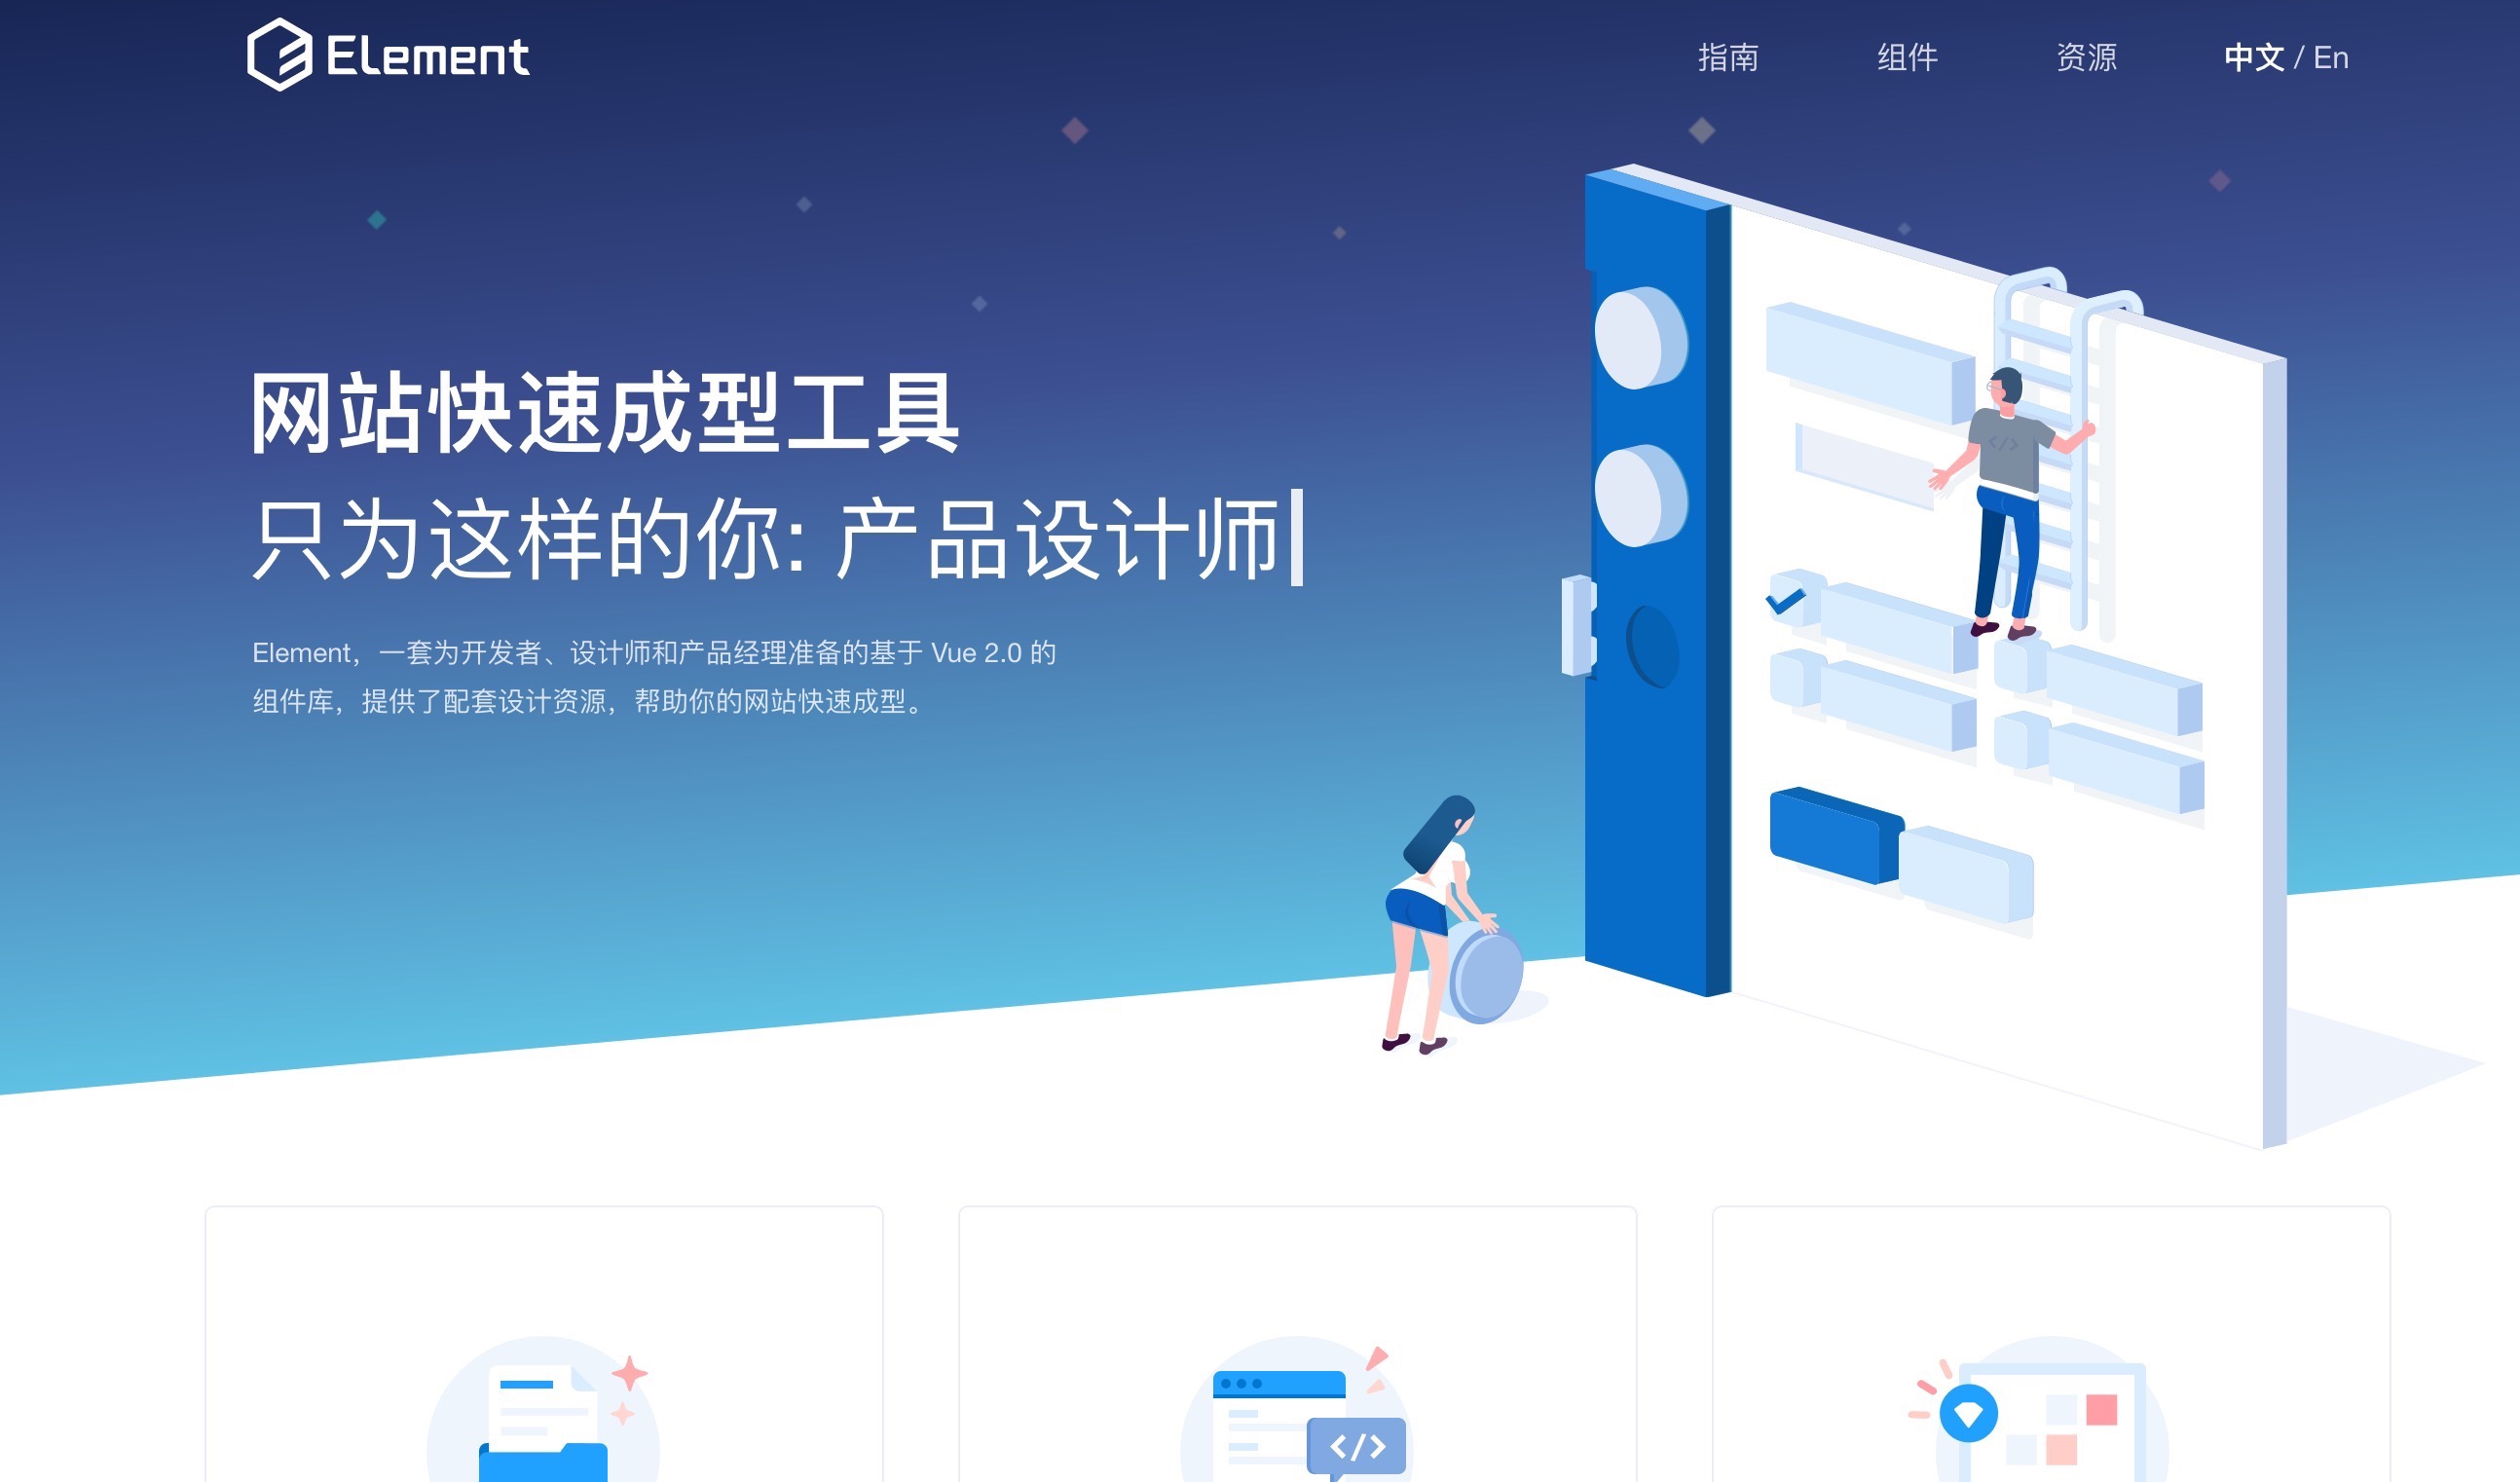 Element
指南
组件
资源
中文 / En
网站快速成型工具
只为这样的你: 产品设计师
Element，一套为开发者、设计师和产品经理准备的基于 Vue 2.0 的
组件库，提供了配套设计资源，帮助你的网站快速成型。